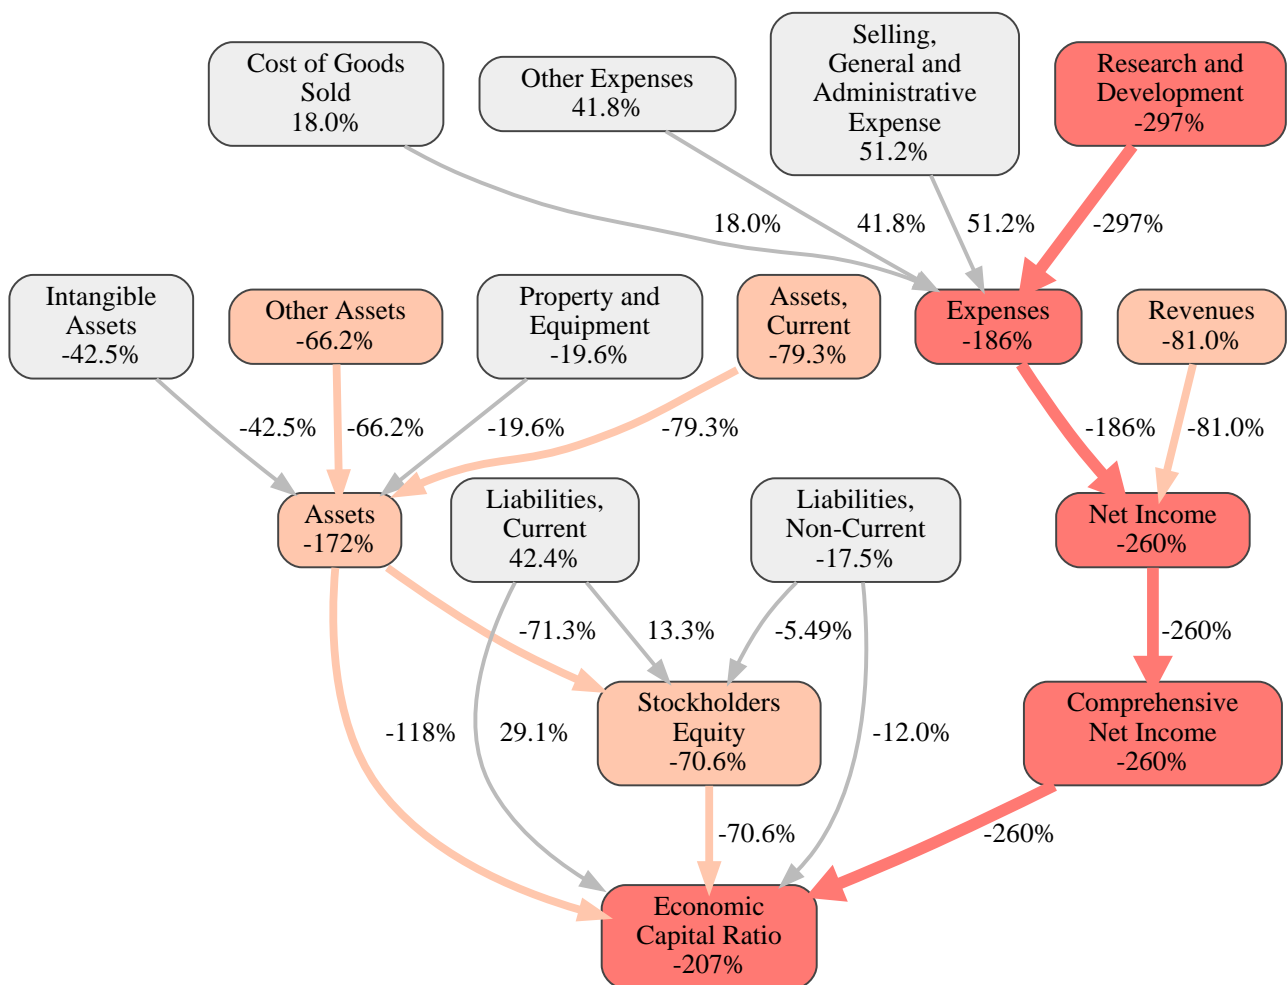 Cost of Goods
Sold
18.0%
Other Expenses
41.8%
Selling,
General and
Administrative
Expense
51.2%
Research and
Development
-297%
18.0%
41.8%
51.2%
-297%
Intangible
Assets
-42.5%
Other Assets
-66.2%
Property and
Equipment
-19.6%
Assets,
Current
-79.3%
Expenses
-186%
Revenues
-81.0%
-42.5%
-66.2%
-19.6%
-79.3%
-186%
-81.0%
Assets
-172%
Liabilities,
Current
42.4%
Liabilities,
Non-Current
-17.5%
Net Income
-260%
-71.3%
13.3%
-5.49%
-260%
-118%
29.1%
Stockholders
Equity
-70.6%
-12.0%
Comprehensive
Net Income
-260%
-70.6%
-260%
Economic
Capital Ratio
-207%